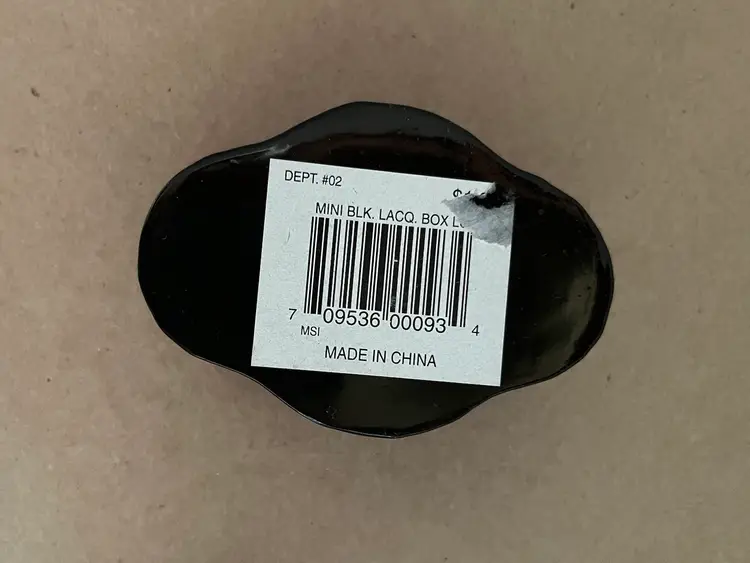 DEPT. #02
MINI BLK. LACQ. BOX
7 09536 00093 4
MSI
MADE IN CHINA